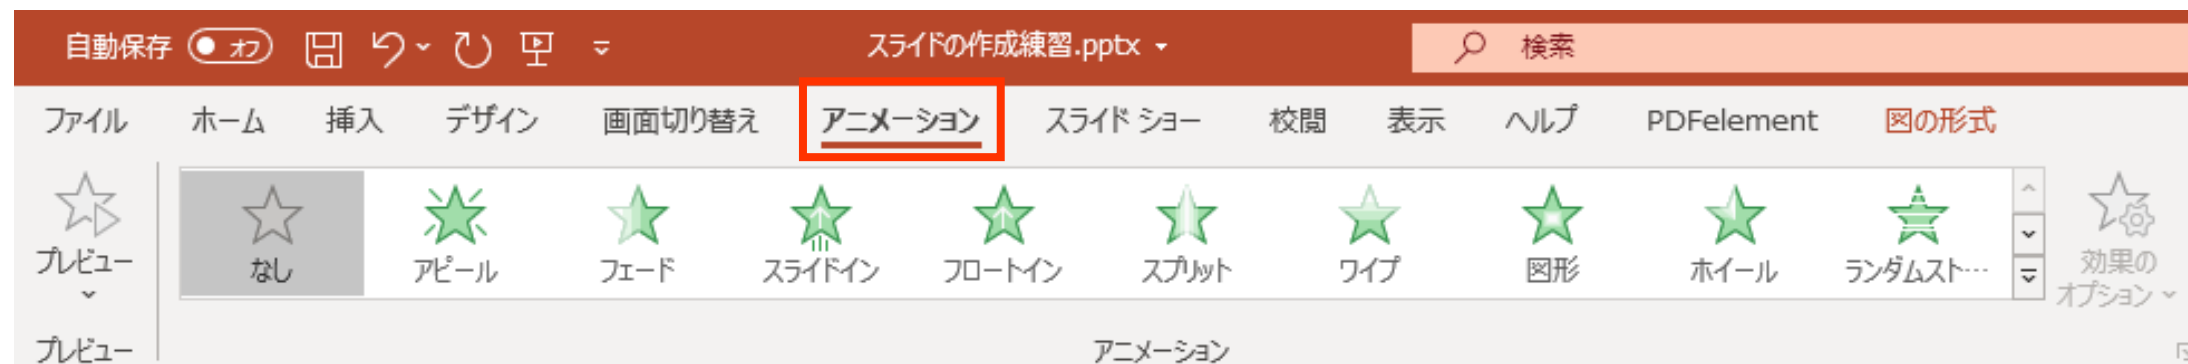 自動保存 オフ スライドの作成練習.pptx 検索
ファイル ホーム 挿入 デザイン 画面切り替え アニメーション スライド ショー 校閲 表示 ヘルプ PDFelement 図の形式
プレビュー なし アピール フェード スライドイン フロートイン スプリット ワイプ 図形 ホイール ランダムスト… 効果の
オプション
プレビュー アニメーション